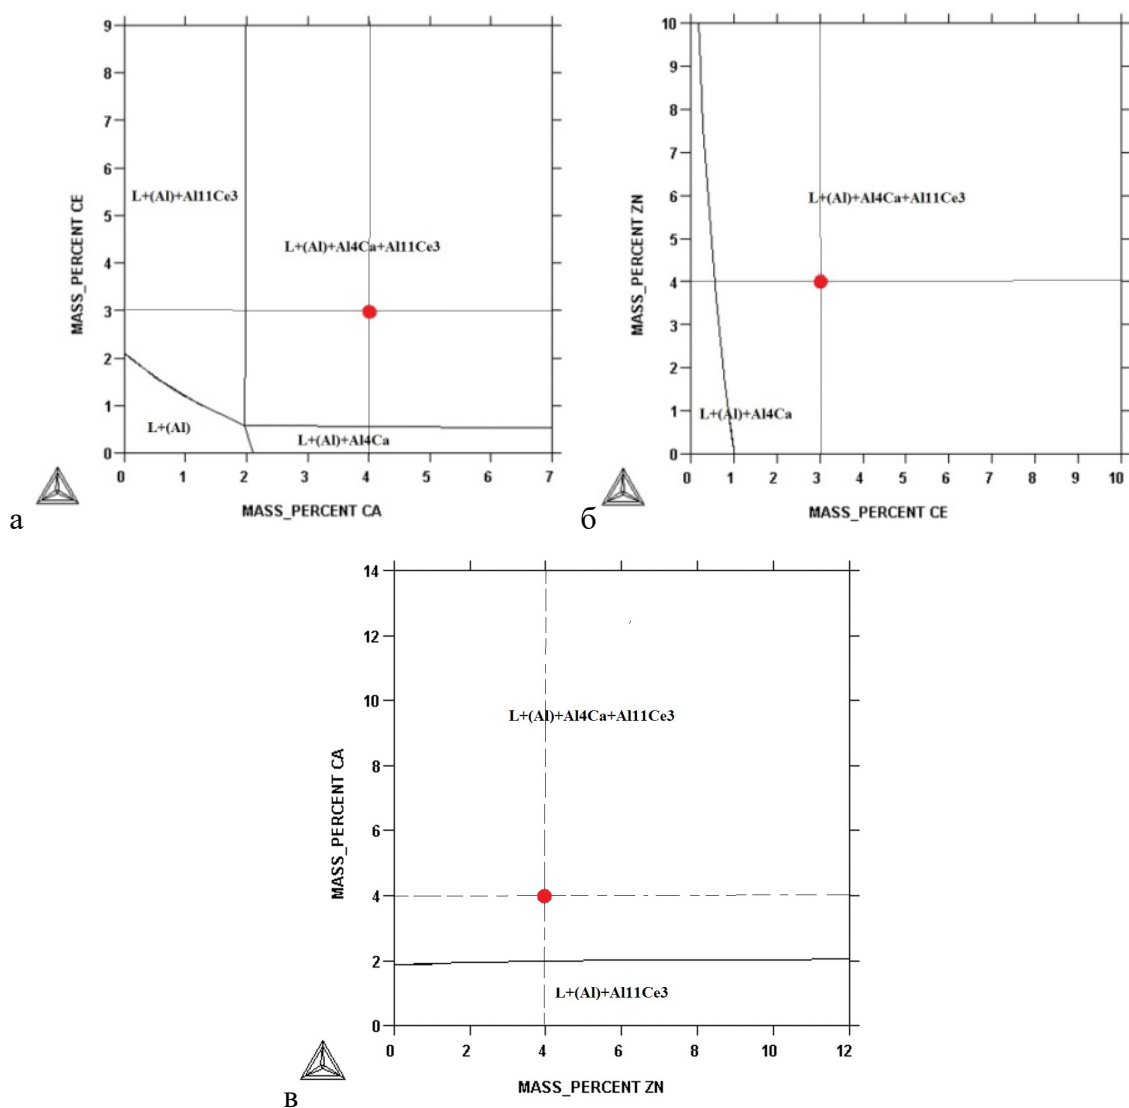 9
8
7
6
5
4
3
2
1
0
MASS_PERCENT CE
L+(Al)+Al11Ce3
L+(Al)+Al4Ca+Al11Ce3
L+(Al)
L+(Al)+Al4Ca
0 1 2 3 4 5 6 7
MASS_PERCENT CA
а
10
9
8
7
6
5
4
3
2
1
0
MASS_PERCENT ZN
L+(Al)+Al4Ca+Al11Ce3
L+(Al)+Al4Ca
0 1 2 3 4 5 6 7 8 9 10
MASS_PERCENT CE
б
14
12
10
8
6
4
2
0
MASS_PERCENT CA
L+(Al)+Al4Ca+Al11Ce3
L+(Al)+Al11Ce3
0 2 4 6 8 10 12
MASS_PERCENT ZN
в